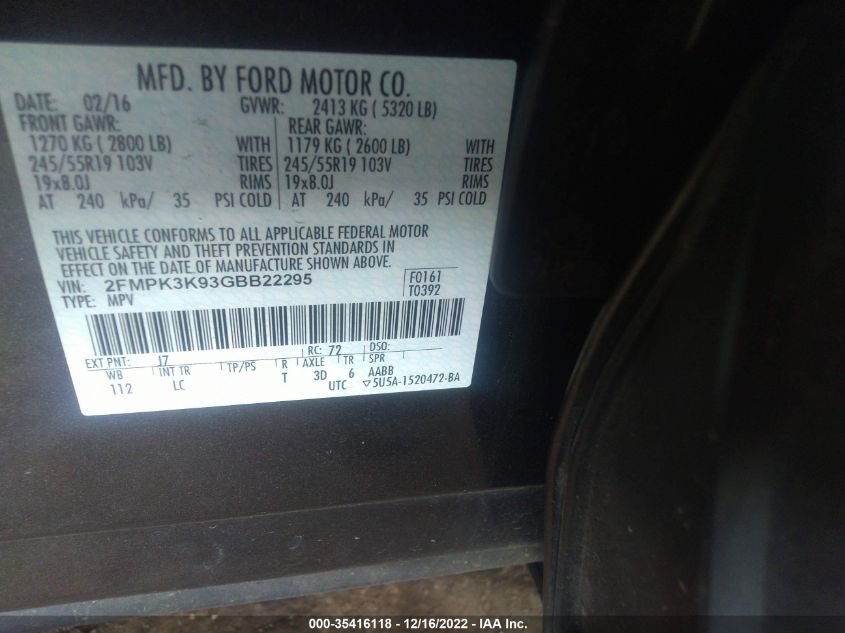 MFD. BY FORD MOTOR CO.
DATE: 02/16 GVWR: 2413 KG ( 5320 LB)
FRONT GAWR: REAR GAWR:
1270 KG ( 2800 LB) WITH 1179 KG ( 2600 LB) WITH
245/55R19 103V TIRES 245/55R19 103V TIRES
19x8.0J RIMS 19x8.0J RIMS
AT 240 kPa/ 35 PSI COLD AT 240 kPa/ 35 PSI COLD
THIS VEHICLE CONFORMS TO ALL APPLICABLE FEDERAL MOTOR
VEHICLE SAFETY AND THEFT PREVENTION STANDARDS IN
EFFECT ON THE DATE OF MANUFACTURE SHOWN ABOVE.
VIN: 2FMPK3K93GBB22295 F0161
TYPE: MPV T0392
EXT PNT: J7 RC: 72 DSO:
WB INT TR TP/PS R AXLE TR SPR
112 LC T 3D 6 AABB
UTC ▽5U5A-1520472-BA
000-35416118 - 12/16/2022 - IAA Inc.